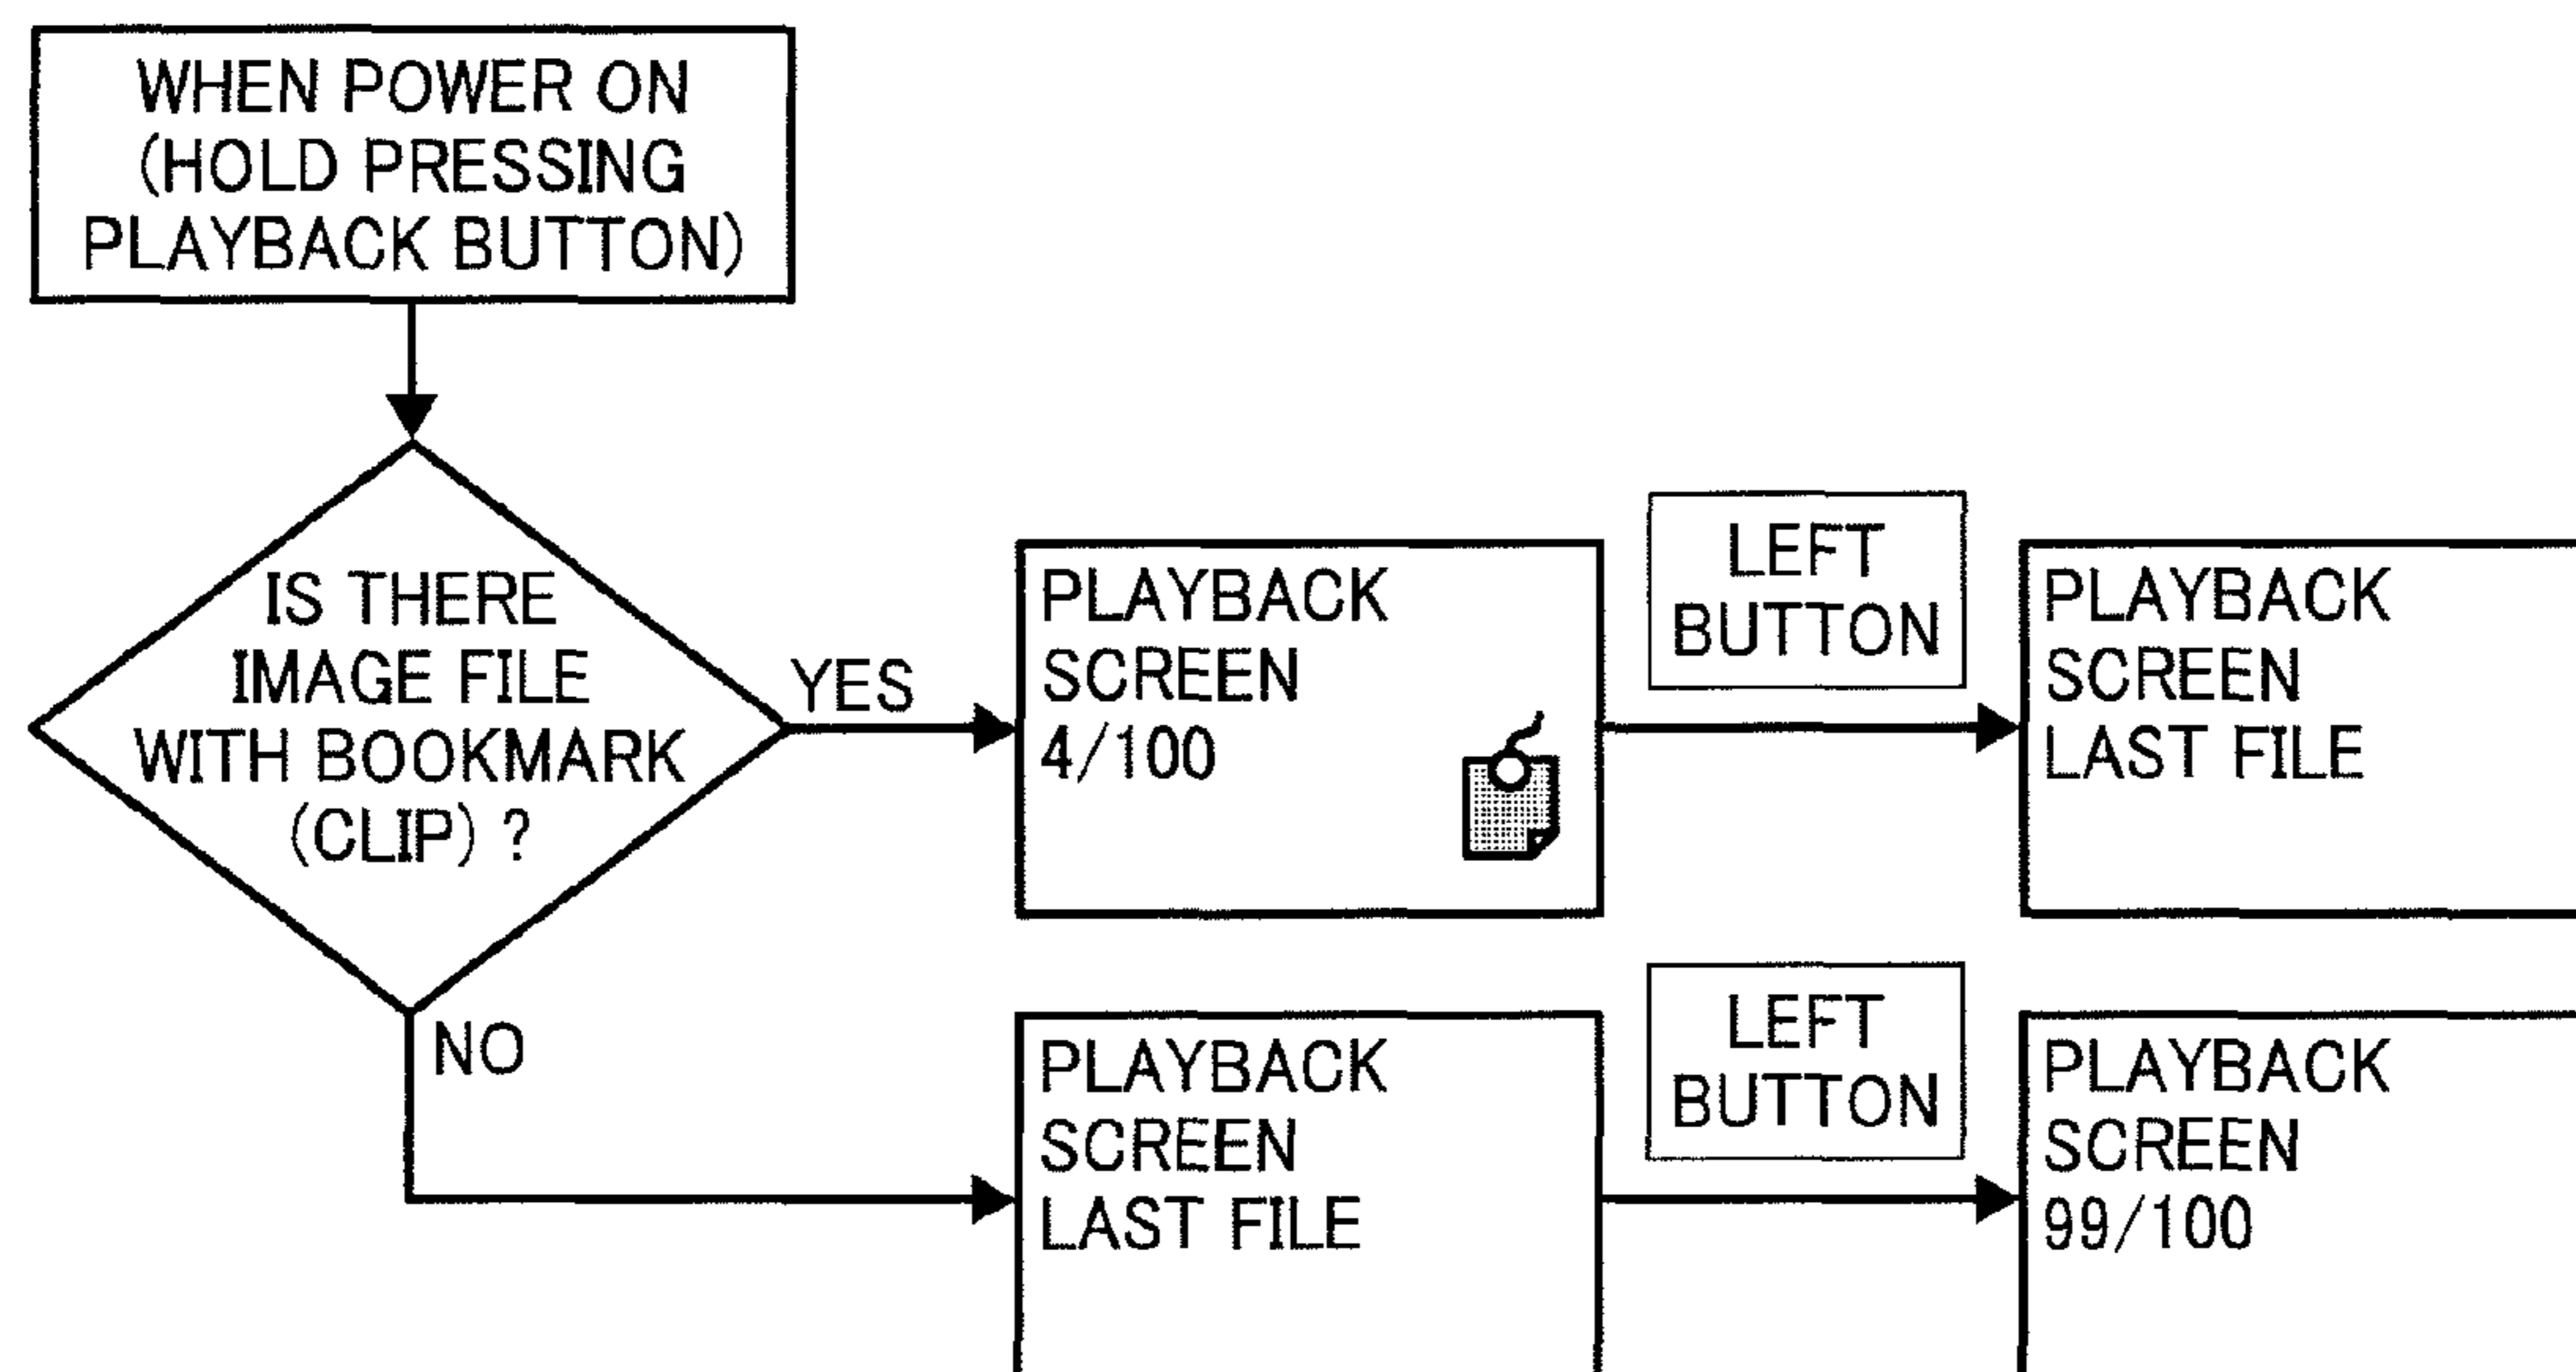 WHEN POWER ON
(HOLD PRESSING
PLAYBACK BUTTON)
IS THERE
IMAGE FILE
WITH BOOKMARK
(CLIP) ?
YES
PLAYBACK
SCREEN
4/100
LEFT
BUTTON
PLAYBACK
SCREEN
LAST FILE
NO
PLAYBACK
SCREEN
LAST FILE
LEFT
BUTTON
PLAYBACK
SCREEN
99/100